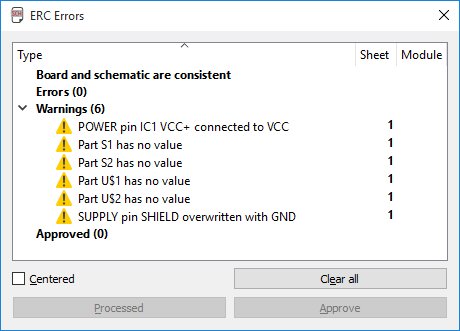 ERC Errors
Type Sheet Module
Board and schematic are consistent
Errors (0)
Warnings (6)
POWER pin IC1 VCC+ connected to VCC 1
Part S1 has no value 1
Part S2 has no value 1
Part U$1 has no value 1
Part U$2 has no value 1
SUPPLY pin SHIELD overwritten with GND 1
Approved (0)
Centered Clear all
Processed Approve